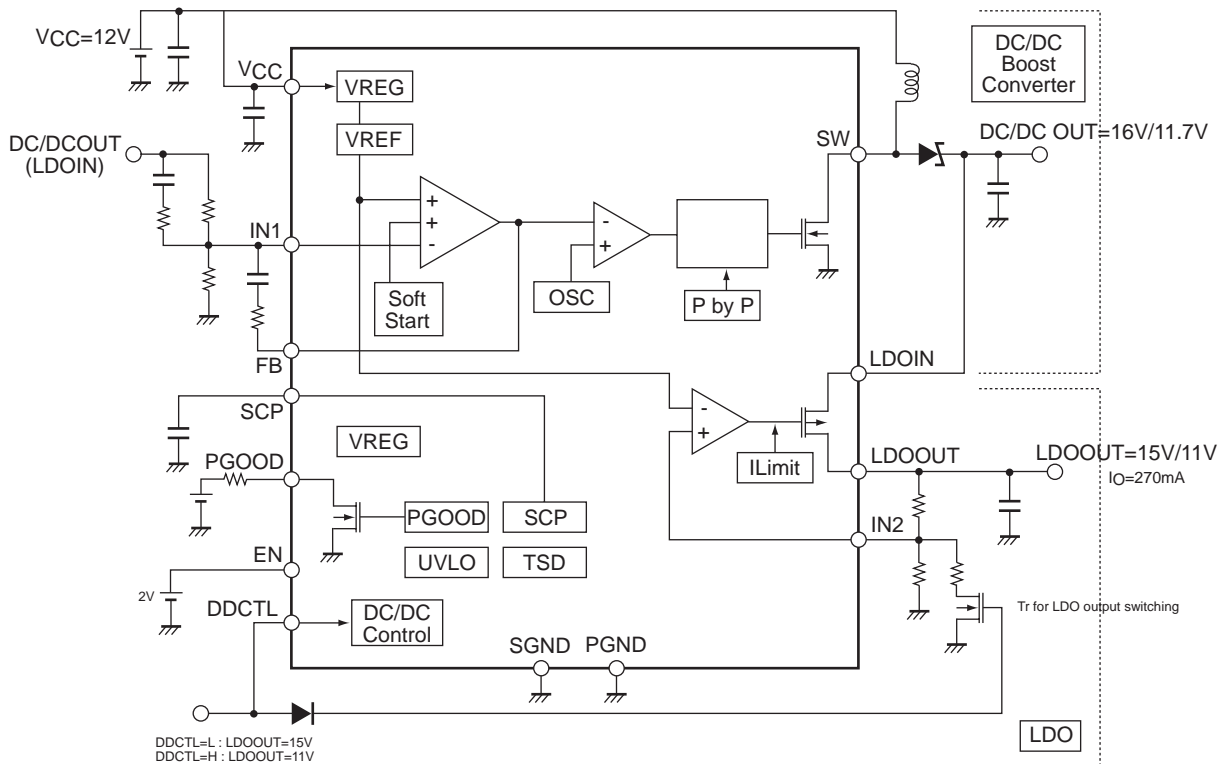 VCC=12V
DC/DC
Boost
Converter
VCC
VREG
DC/DCOUT
(LDOIN)
VREF
SW
DC/DC OUT=16V/11.7V
+
+
-
-
+
IN1
Soft
Start
OSC
P by P
FB
LDOIN
SCP
-
+
VREG
ILimit
LDOOUT
LDOOUT=15V/11V
IO=270mA
PGOOD
PGOOD
SCP
IN2
UVLO
TSD
EN
2V
DDCTL
DC/DC
Control
Tr for LDO output switching
SGND
PGND
DDCTL=L : LDOOUT=15V
DDCTL=H : LDOOUT=11V
LDO